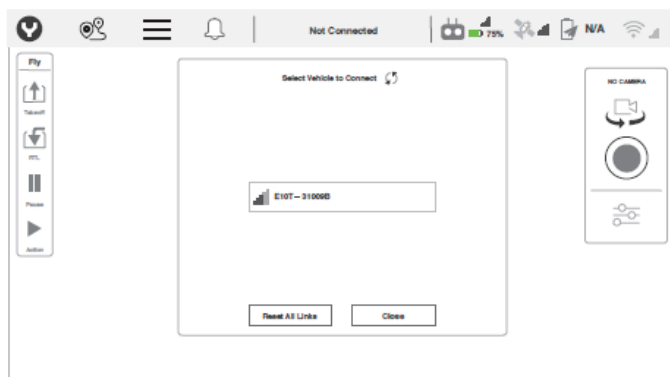 Not Connected
75%
N/A
Fly
Takeoff
RTL
Pause
Action
Select Vehicle to Connect
E10T – 31009B
Reset All Links
Close
NO CAMERA